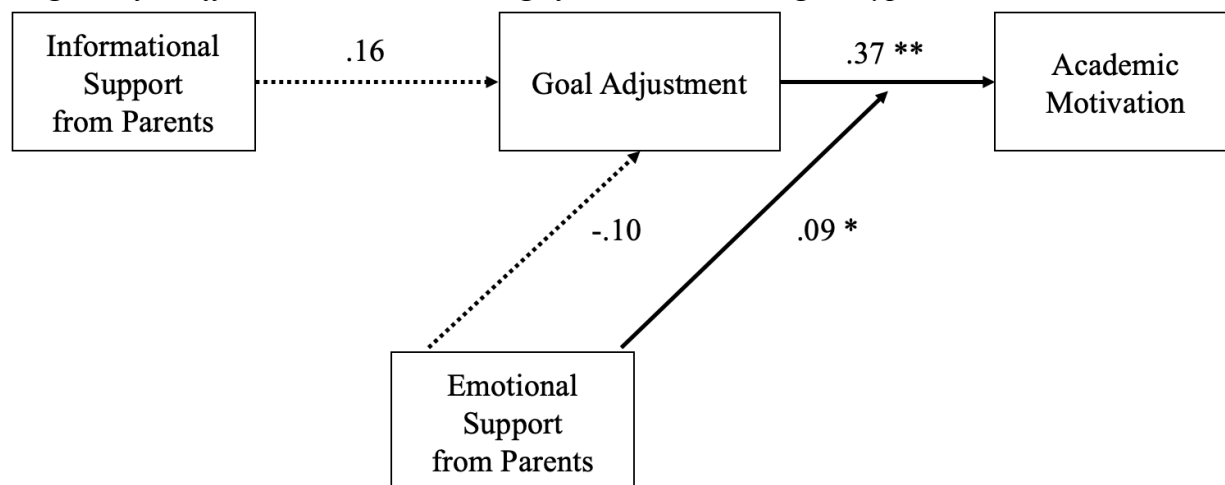 Informational
Support
from Parents
.16
Goal Adjustment
.37 **
Academic
Motivation
-.10
.09 *
Emotional
Support
from Parents